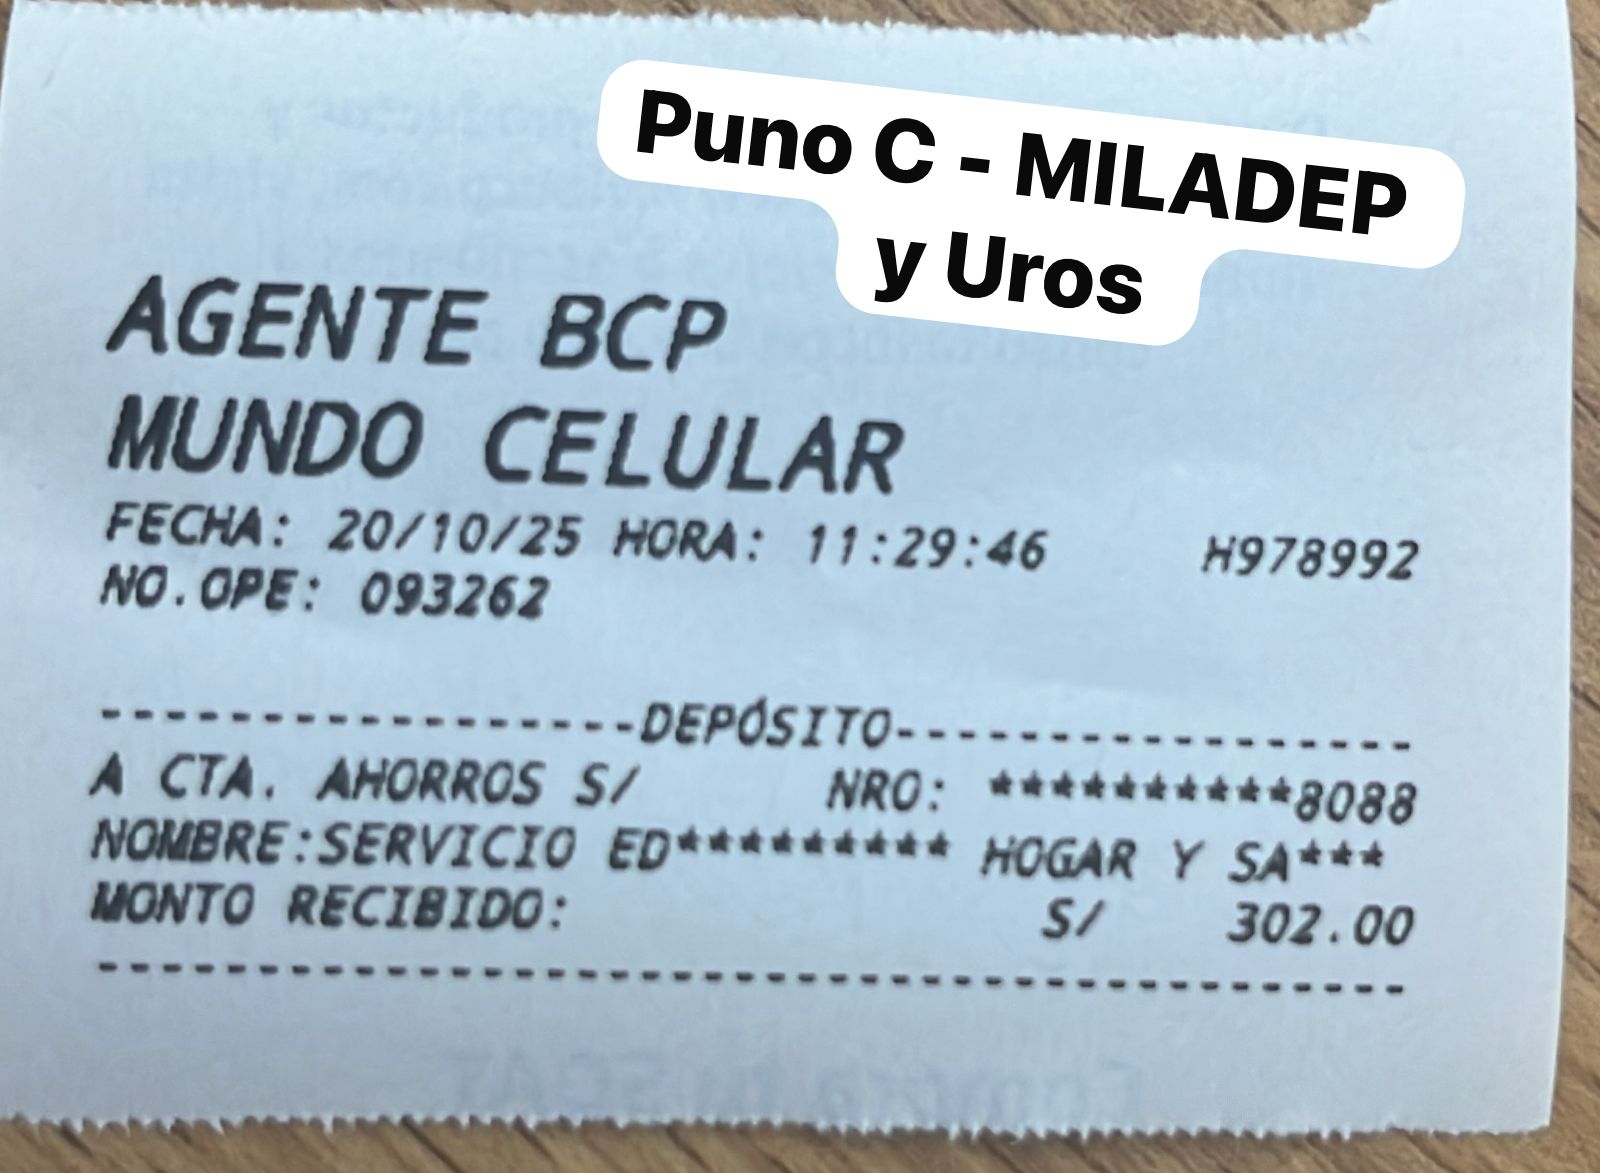 Puno C - MILADEP
y Uros
AGENTE BCP
MUNDO CELULAR
FECHA: 20/10/25 HORA: 11:29:46 H978992
NO.OPE: 093262
-----------------DEPÓSITO-----------------
A CTA. AHORROS S/ NRO: **********8088
NOMBRE:SERVICIO ED********* HOGAR Y SA***
MONTO RECIBIDO: S/ 302.00
------------------------------------------